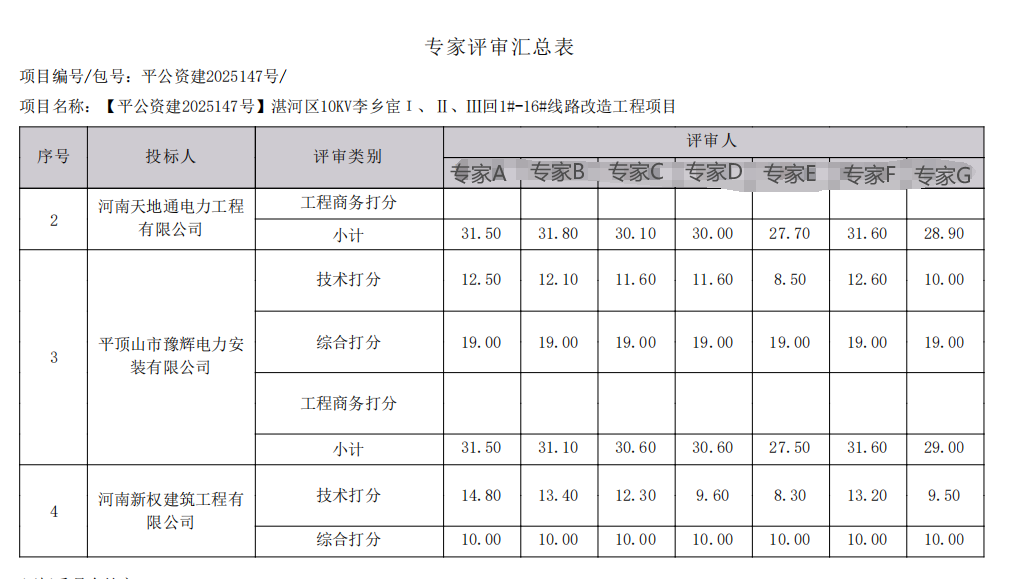 专家评审汇总表
项目编号/包号：平公资建2025147号/
项目名称：【平公资建2025147号】湛河区10KV李乡宦Ⅰ、Ⅱ、Ⅲ回1#-16#线路改造工程项目
序号 投标人 评审类别 评审人
专家A 专家B 专家C 专家D 专家E 专家F 专家G
2 河南天地通电力工程有限公司 工程商务打分
小计 31.50 31.80 30.10 30.00 27.70 31.60 28.90
3 平顶山市豫辉电力安装有限公司 技术打分 12.50 12.10 11.60 11.60 8.50 12.60 10.00
综合打分 19.00 19.00 19.00 19.00 19.00 19.00 19.00
工程商务打分
小计 31.50 31.10 30.60 30.60 27.50 31.60 29.00
4 河南新权建筑工程有限公司 技术打分 14.80 13.40 12.30 9.60 8.30 13.20 9.50
综合打分 10.00 10.00 10.00 10.00 10.00 10.00 10.00